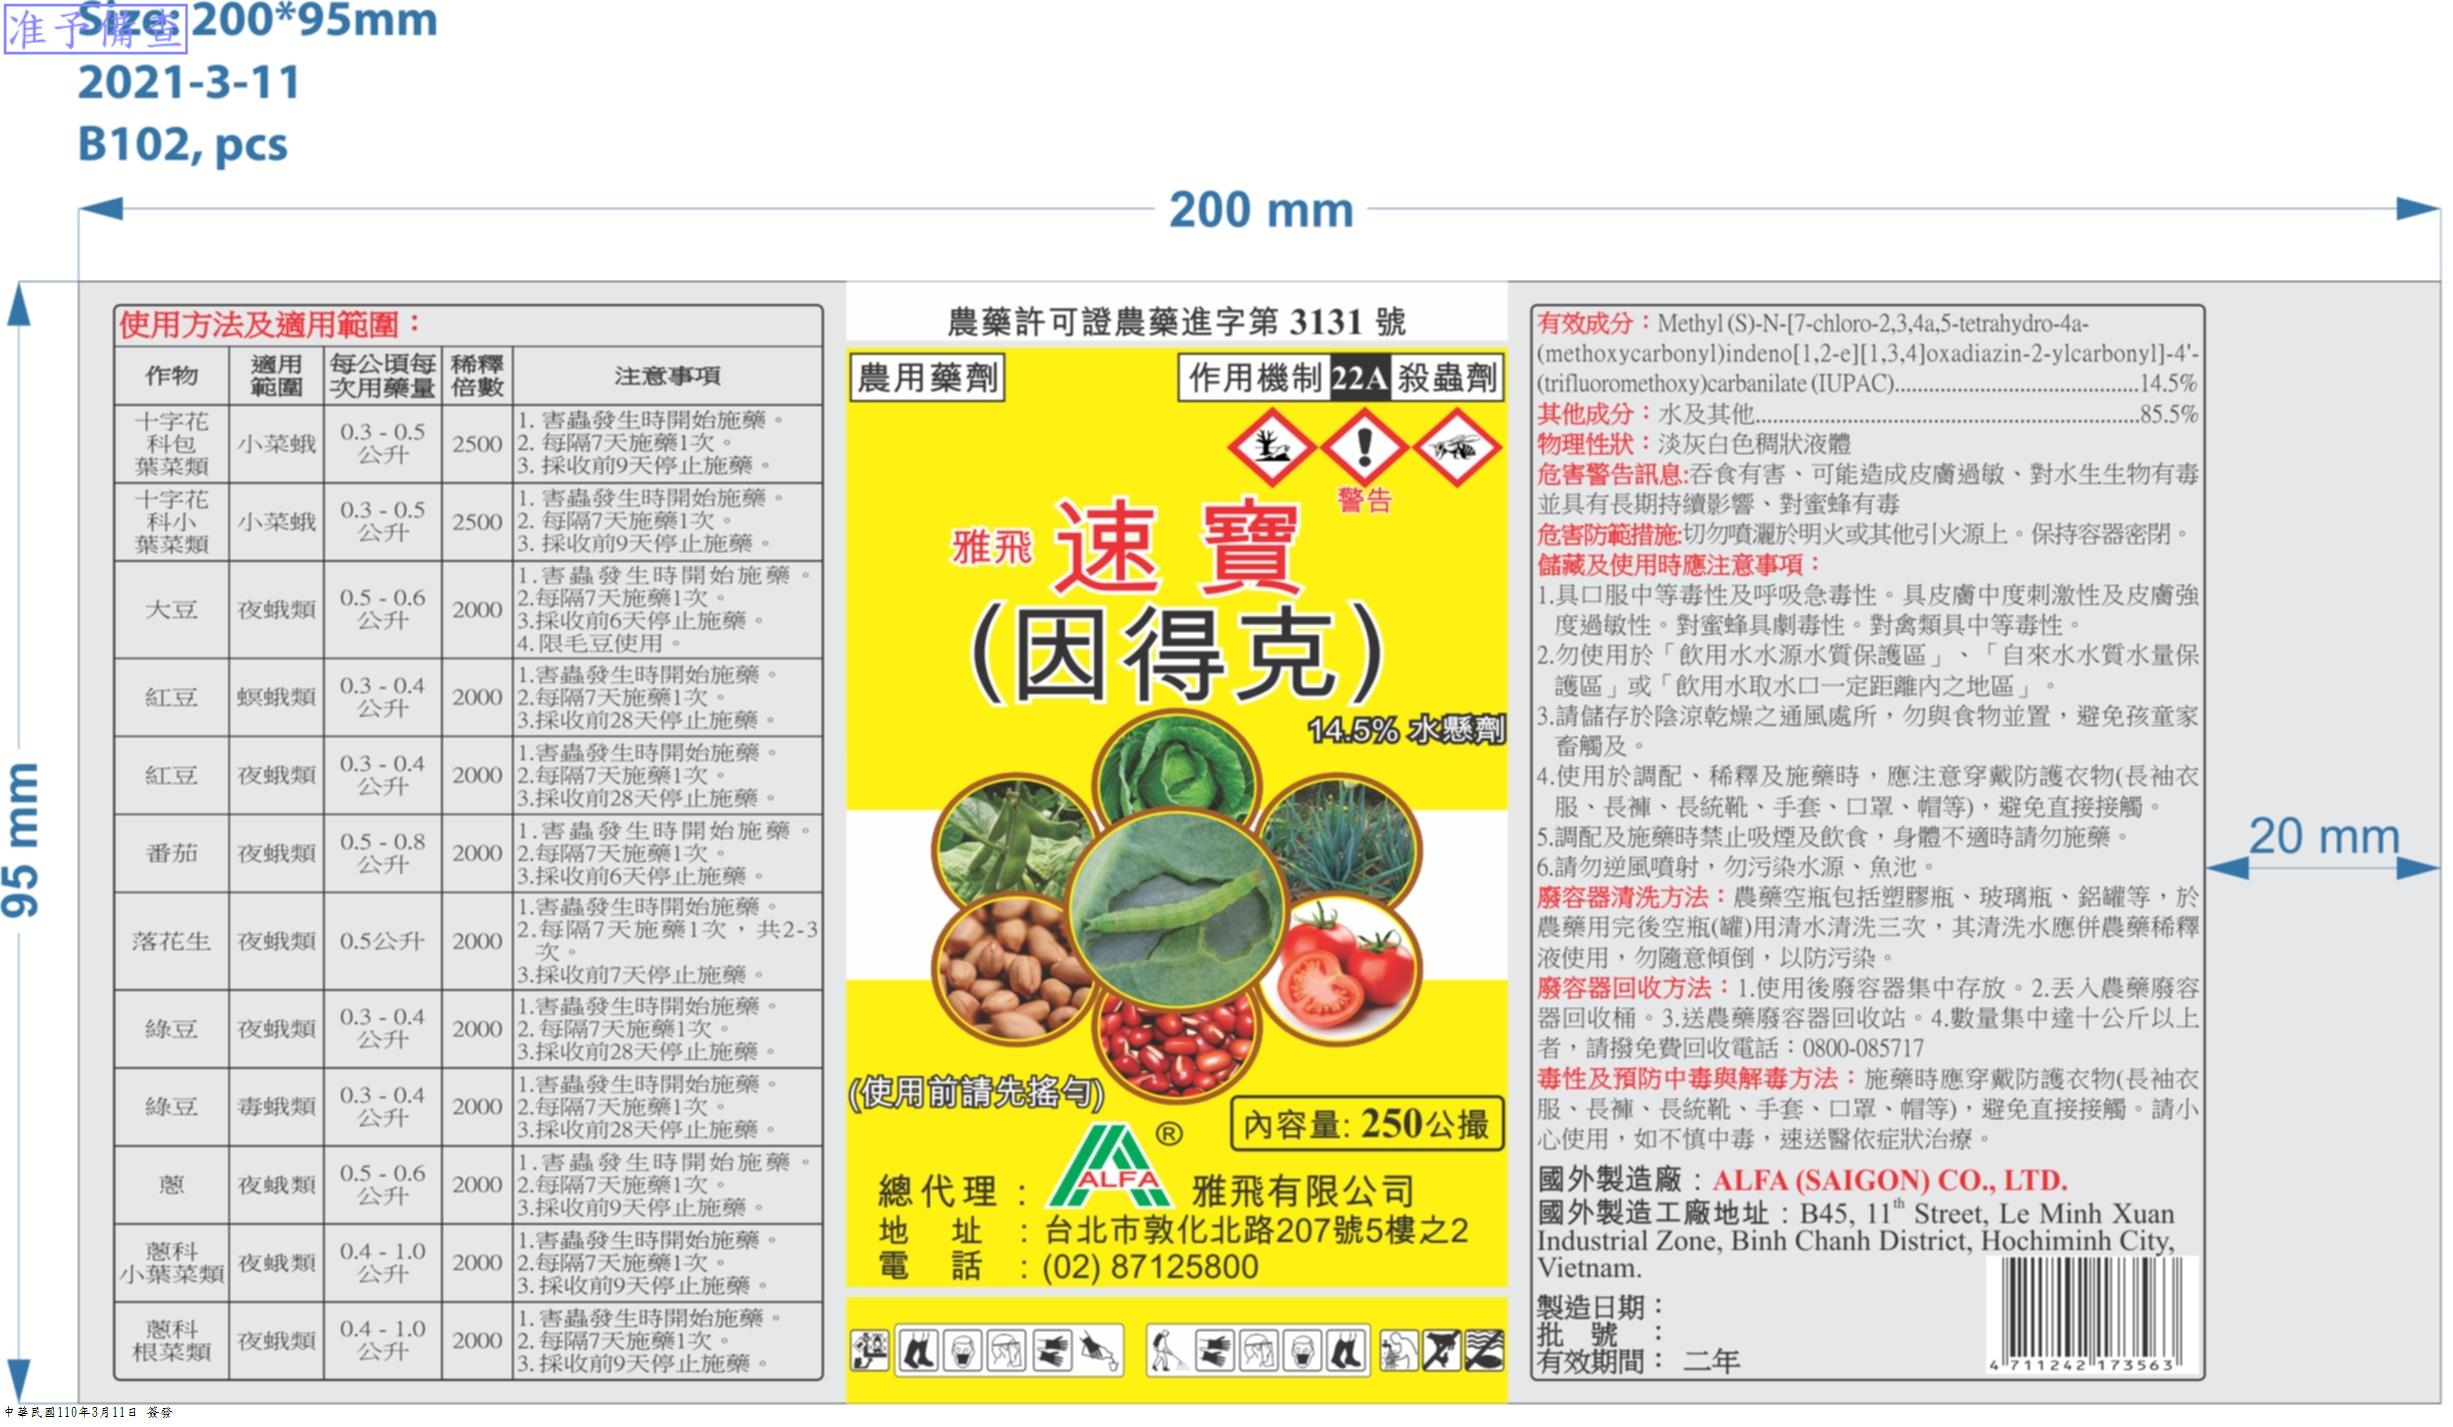 准予備查
Size: 200*95mm
2021-3-11
B102, pcs
200 mm
95 mm
使用方法及適用範圍：
作物 適用範圍 每公頃每次用藥量 稀釋倍數 注意事項
十字花科包葉菜類 小菜蛾 0.3 - 0.5 公升 2500
1. 害蟲發生時開始施藥。
2. 每隔7天施藥1次。
3. 採收前9天停止施藥。
十字花科小葉菜類 小菜蛾 0.3 - 0.5 公升 2500
1. 害蟲發生時開始施藥。
2. 每隔7天施藥1次。
3. 採收前9天停止施藥。
大豆 夜蛾類 0.5 - 0.6 公升 2000
1.害蟲發生時開始施藥。
2.每隔7天施藥1次。
3.採收前6天停止施藥。
4.限毛豆使用。
紅豆 螟蛾類 0.3 - 0.4 公升 2000
1.害蟲發生時開始施藥。
2.每隔7天施藥1次。
3.採收前28天停止施藥。
紅豆 夜蛾類 0.3 - 0.4 公升 2000
1.害蟲發生時開始施藥。
2.每隔7天施藥1次。
3.採收前28天停止施藥。
番茄 夜蛾類 0.5 - 0.8 公升 2000
1.害蟲發生時開始施藥。
2.每隔7天施藥1次。
3.採收前6天停止施藥。
落花生 夜蛾類 0.5公升 2000
1.害蟲發生時開始施藥。
2.每隔7天施藥1次，共2-3
次。
3.採收前7天停止施藥。
綠豆 夜蛾類 0.3 - 0.4 公升 2000
1.害蟲發生時開始施藥。
2. 每隔7天施藥1次。
3.採收前28天停止施藥。
綠豆 毒蛾類 0.3 - 0.4 公升 2000
1.害蟲發生時開始施藥。
2.每隔7天施藥1次。
3.採收前28天停止施藥。
蔥 夜蛾類 0.5 - 0.6 公升 2000
1.害蟲發生時開始施藥。
2.每隔7天施藥1次。
3.採收前9天停止施藥。
蔥科小葉菜類 夜蛾類 0.4 - 1.0 公升 2000
1.害蟲發生時開始施藥。
2.每隔7天施藥1次。
3. 採收前9天停止施藥。
蔥科根菜類 夜蛾類 0.4 - 1.0 公升 2000
1. 害蟲發生時開始施藥。
2. 每隔7天施藥1次。
3. 採收前9天停止施藥。
農藥許可證農藥進字第 3131 號
農用藥劑
作用機制 22A 殺蟲劑
警告
雅飛 速寶
(因得克)
14.5% 水懸劑
(使用前請先搖勻)
內容量: 250公撮
®
ALFA
總代理 : 雅飛有限公司
地 址 : 台北市敦化北路207號5樓之2
電 話 : (02) 87125800
有效成分：Methyl (S)-N-[7-chloro-2,3,4a,5-tetrahydro-4a-
(methoxycarbonyl)indeno[1,2-e][1,3,4]oxadiazin-2-ylcarbonyl]-4'-
(trifluoromethoxy)carbanilate (IUPAC)........................................14.5%
其他成分：水及其他................................................................85.5%
物理性狀：淡灰白色稠狀液體
危害警告訊息:吞食有害、可能造成皮膚過敏、對水生生物有毒
並具有長期持續影響、對蜜蜂有毒
危害防範措施:切勿噴灑於明火或其他引火源上。保持容器密閉。
儲藏及使用時應注意事項：
1.具口服中等毒性及呼吸急毒性。具皮膚中度刺激性及皮膚強
度過敏性。對蜜蜂具劇毒性。對禽類具中等毒性。
2.勿使用於「飲用水水源水質保護區」、「自來水水質水量保
護區」或「飲用水取水口一定距離內之地區」。
3.請儲存於陰涼乾燥之通風處所，勿與食物並置，避免孩童家
畜觸及。
4.使用於調配、稀釋及施藥時，應注意穿戴防護衣物(長袖衣
服、長褲、長統靴、手套、口罩、帽等)，避免直接接觸。
5.調配及施藥時禁止吸煙及飲食，身體不適時請勿施藥。
6.請勿逆風噴射，勿污染水源、魚池。
廢容器清洗方法：農藥空瓶包括塑膠瓶、玻璃瓶、鋁罐等，於
農藥用完後空瓶(罐)用清水清洗三次，其清洗水應併農藥稀釋
液使用，勿隨意傾倒，以防污染。
廢容器回收方法：1.使用後廢容器集中存放。2.丟入農藥廢容
器回收桶。3.送農藥廢容器回收站。4.數量集中達十公斤以上
者，請撥免費回收電話：0800-085717
毒性及預防中毒與解毒方法：施藥時應穿戴防護衣物(長袖衣
服、長褲、長統靴、手套、口罩、帽等)，避免直接接觸。請小
心使用，如不慎中毒，速送醫依症狀治療。
國外製造廠：ALFA (SAIGON) CO., LTD.
國外製造工廠地址：B45, 11th Street, Le Minh Xuan
Industrial Zone, Binh Chanh District, Hochiminh City,
Vietnam.
製造日期：
批 號 ：
有效期間： 二年
4 711242 173563
20 mm
中華民國110年3月11日 簽發